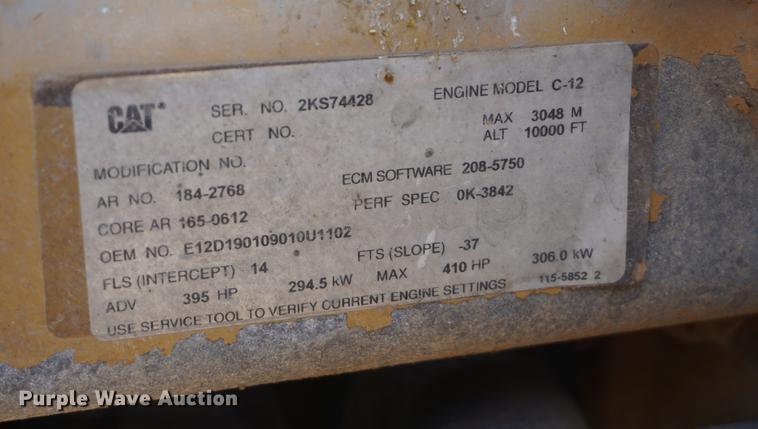 CAT SER. NO. 2KS74428 ENGINE MODEL C-12
CERT NO. MAX 3048 M
ALT 10000 FT
MODIFICATION NO.
AR NO. 184-2768 ECM SOFTWARE 208-5750
CORE AR 165-0612 PERF SPEC 0K-3842
OEM NO. E12D190109010U1102
FLS (INTERCEPT) 14 FTS (SLOPE) -37
ADV 395 HP 294.5 kW MAX 410 HP 306.0 kW
USE SERVICE TOOL TO VERIFY CURRENT ENGINE SETTINGS 115-5852 2
Purple Wave Auction